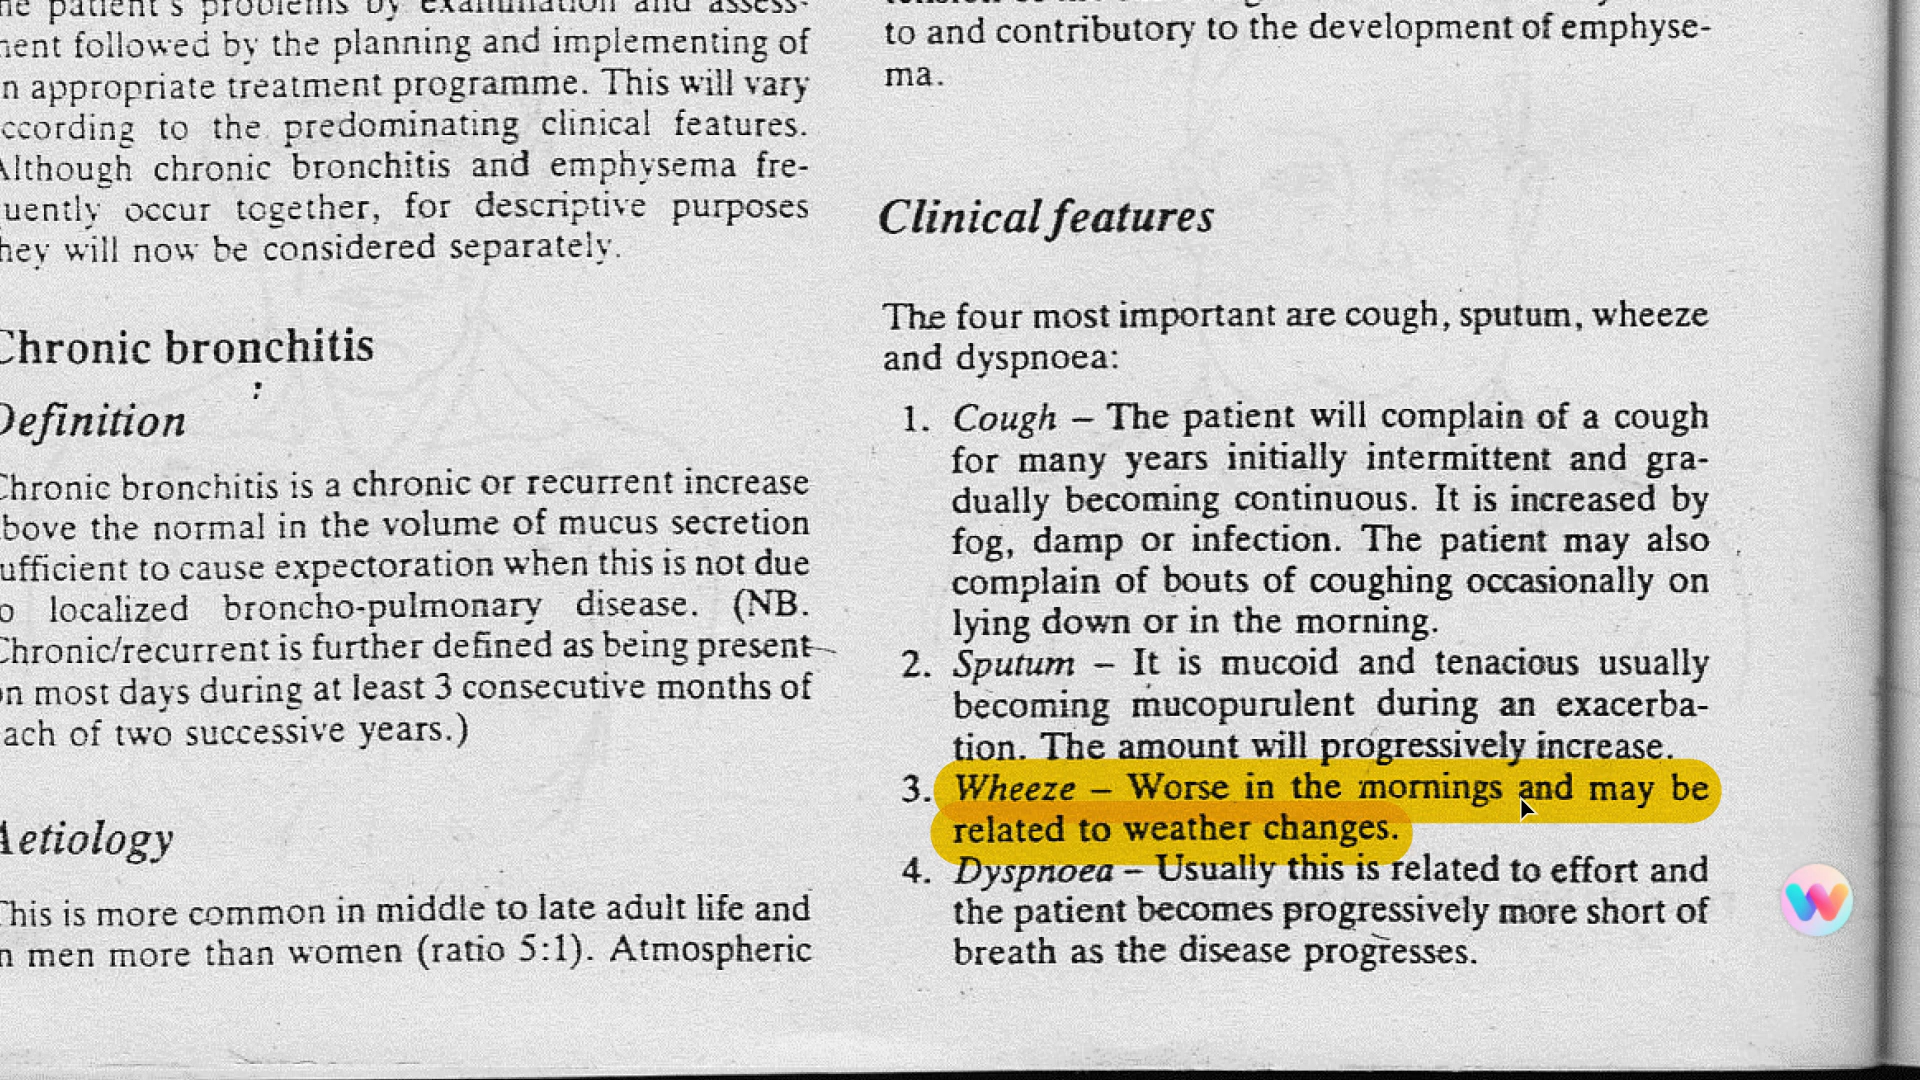 the patient's problems by examination and assess-
ent followed by the planning and implementing of
n appropriate treatment programme. This will vary
ccording to the predominating clinical features.
Although chronic bronchitis and emphysema fre-
uently occur together, for descriptive purposes
hey will now be considered separately.
Chronic bronchitis
Definition
Chronic bronchitis is a chronic or recurrent increase
bove the normal in the volume of mucus secretion
ufficient to cause expectoration when this is not due
o localized broncho-pulmonary disease. (NB.
Chronic/recurrent is further defined as being present
on most days during at least 3 consecutive months of
ach of two successive years.)
Aetiology
This is more common in middle to late adult life and
n men more than women (ratio 5:1). Atmospheric
to and contributory to the development of emphyse-
ma.
Clinical features
The four most important are cough, sputum, wheeze
and dyspnoea:
1. Cough – The patient will complain of a cough
for many years initially intermittent and gra-
dually becoming continuous. It is increased by
fog, damp or infection. The patient may also
complain of bouts of coughing occasionally on
lying down or in the morning.
2. Sputum – It is mucoid and tenacious usually
becoming mucopurulent during an exacerba-
tion. The amount will progressively increase.
3. Wheeze – Worse in the mornings and may be
related to weather changes.
4. Dyspnoea – Usually this is related to effort and
the patient becomes progressively more short of
breath as the disease progresses.